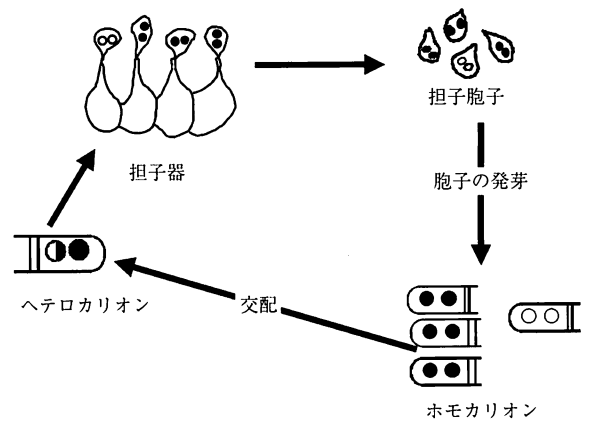 担子胞子
担子器
胞子の発芽
ヘテロカリオン
交配
ホモカリオン